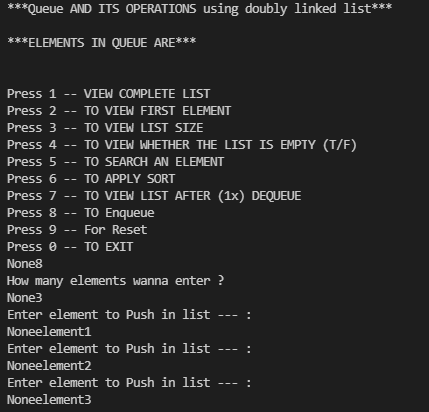 ***Queue AND ITS OPERATIONS using doubly linked list***
***ELEMENTS IN QUEUE ARE***
Press 1 -- VIEW COMPLETE LIST
Press 2 -- TO VIEW FIRST ELEMENT
Press 3 -- TO VIEW LIST SIZE
Press 4 -- TO VIEW WHETHER THE LIST IS EMPTY (T/F)
Press 5 -- TO SEARCH AN ELEMENT
Press 6 -- TO APPLY SORT
Press 7 -- TO VIEW LIST AFTER (1x) DEQUEUE
Press 8 -- TO Enqueue
Press 9 -- For Reset
Press 0 -- TO EXIT
None8
How many elements wanna enter ?
None3
Enter element to Push in list --- :
Noneelement1
Enter element to Push in list --- :
Noneelement2
Enter element to Push in list --- :
Noneelement3